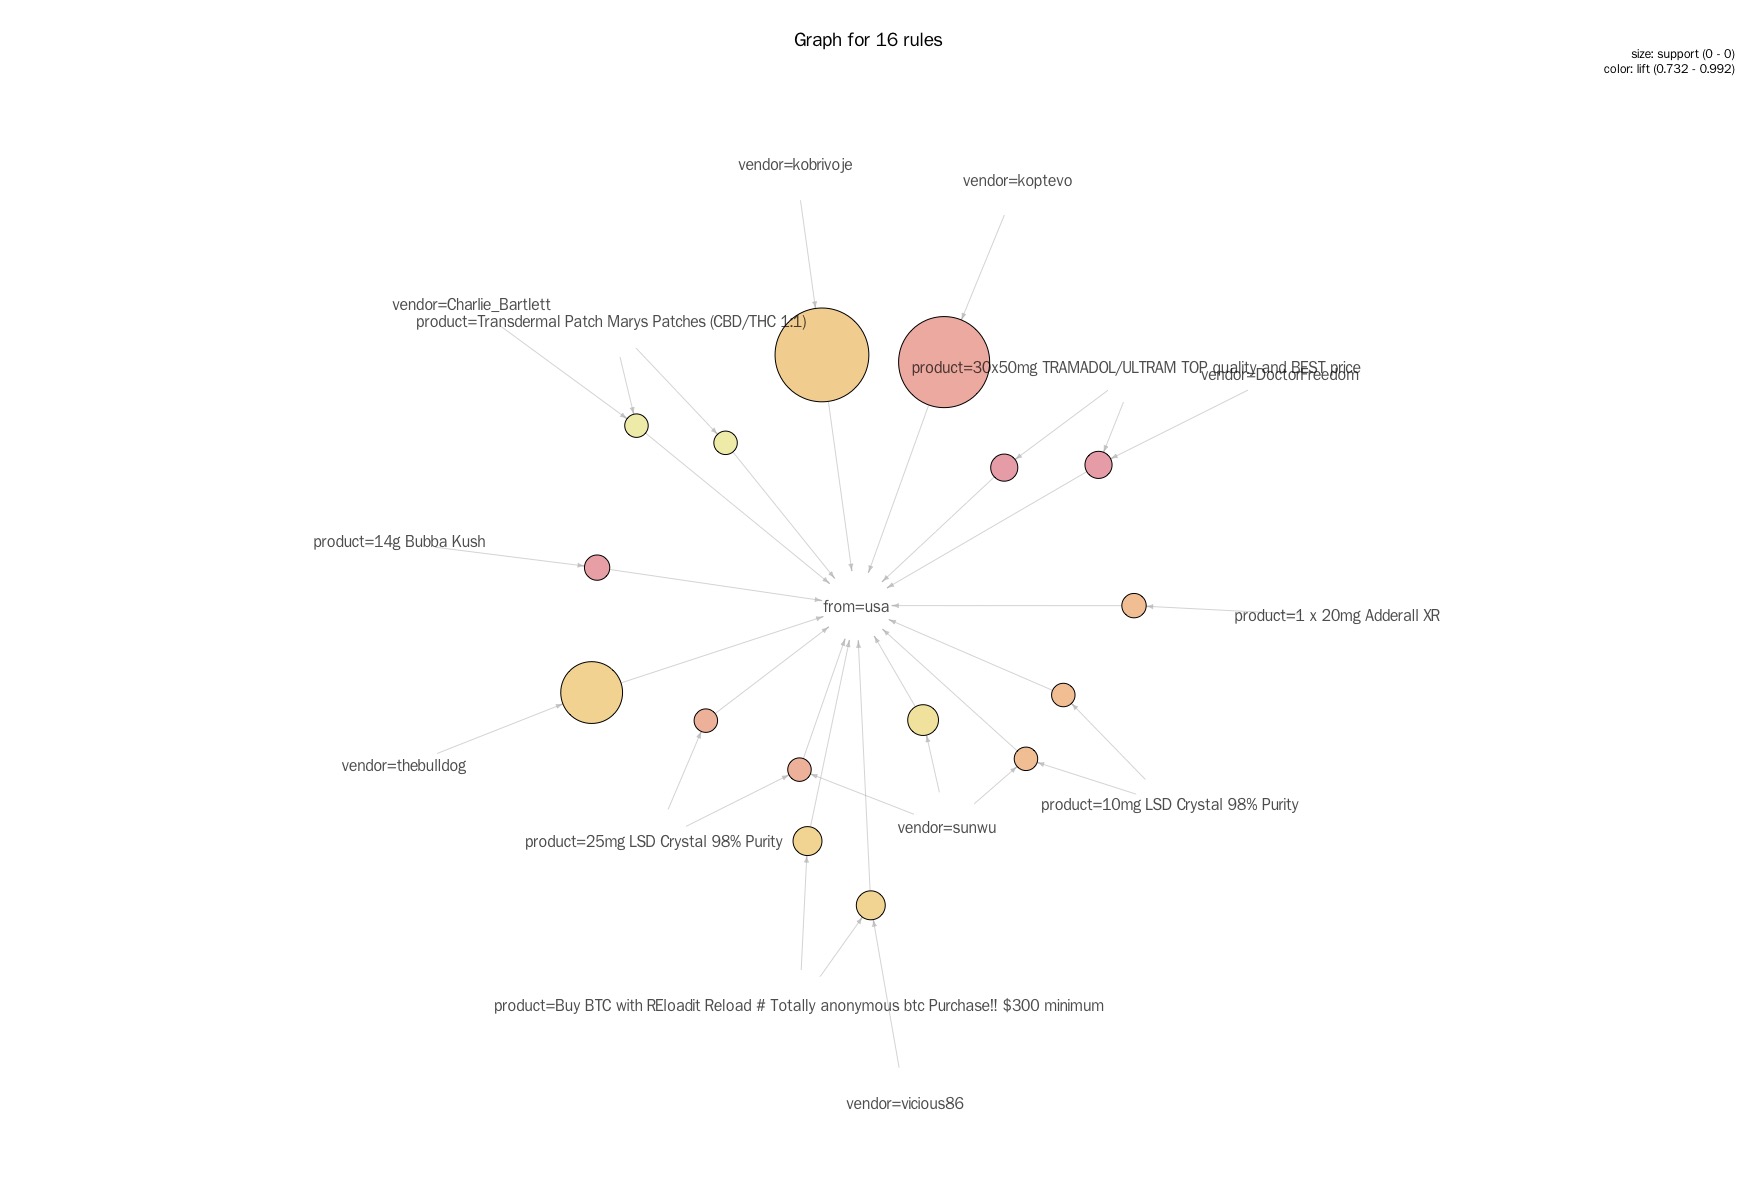 Graph for 16 rules
size: support (0 - 0)
color: lift (0.732 - 0.992)
vendor=kobrivoje
vendor=koptevo
vendor=Charlie_Bartlett
product=Transdermal Patch Marys Patches (CBD/THC 1:1)
product=30x50mg TRAMADOL/ULTRAM TOP quality and BEST price
vendor=DoctorFreedom
product=14g Bubba Kush
from=usa
product=1 x 20mg Adderall XR
vendor=thebulldog
product=10mg LSD Crystal 98% Purity
vendor=sunwu
product=25mg LSD Crystal 98% Purity
product=Buy BTC with REloadit Reload # Totally anonymous btc Purchase!! $300 minimum
vendor=vicious86